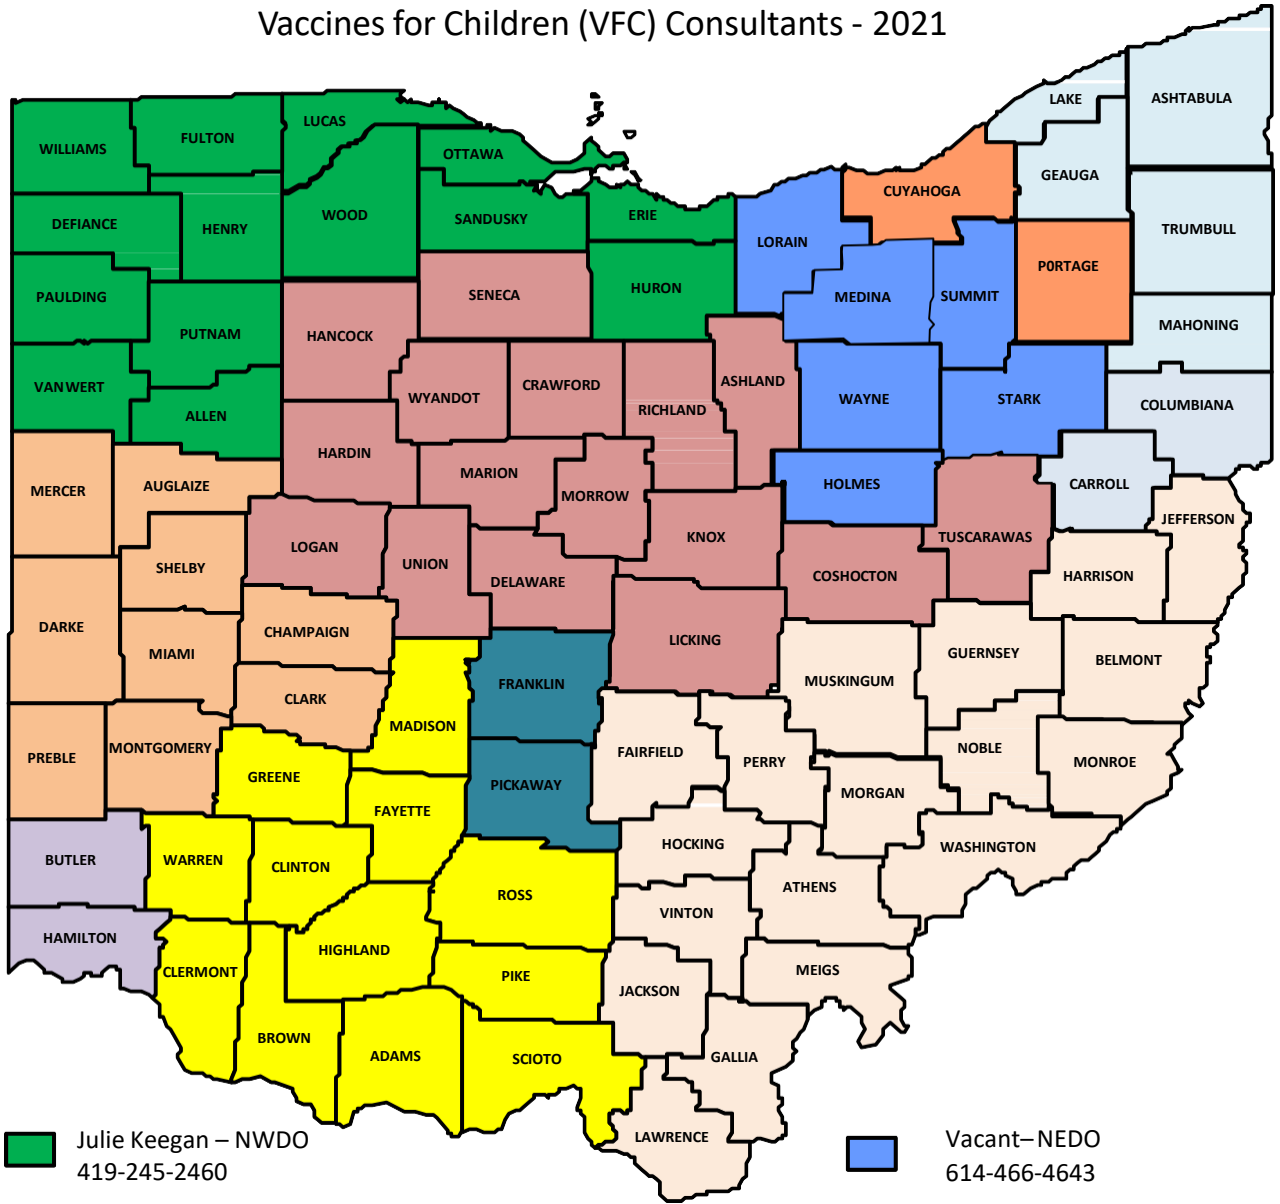 Vaccines for Children (VFC) Consultants - 2021
LAKE
ASHTABULA
LUCAS
FULTON
WILLIAMS
OTTAWA
GEAUGA
CUYAHOGA
WOOD
SANDUSKY
ERIE
DEFIANCE
HENRY
TRUMBULL
LORAIN
P0RTAGE
HURON
SENECA
MEDINA
SUMMIT
PAULDING
MAHONING
PUTNAM
HANCOCK
ASHLAND
VANWERT
CRAWFORD
WYANDOT
WAYNE
STARK
COLUMBIANA
RICHLAND
ALLEN
HARDIN
MARION
HOLMES
CARROLL
MERCER
AUGLAIZE
MORROW
JEFFERSON
KNOX
TUSCARAWAS
LOGAN
UNION
SHELBY
DELAWARE
COSHOCTON
HARRISON
DARKE
CHAMPAIGN
LICKING
MIAMI
GUERNSEY
BELMONT
MUSKINGUM
FRANKLIN
CLARK
MADISON
MONTGOMERY
FAIRFIELD
NOBLE
PREBLE
PERRY
MONROE
GREENE
PICKAWAY
MORGAN
FAYETTE
HOCKING
WASHINGTON
BUTLER
WARREN
CLINTON
ATHENS
ROSS
VINTON
HAMILTON
HIGHLAND
CLERMONT
MEIGS
PIKE
JACKSON
BROWN
ADAMS
SCIOTO
GALLIA
LAWRENCE
Julie Keegan – NWDO
419-245-2460
Vacant– NEDO
614-466-4643